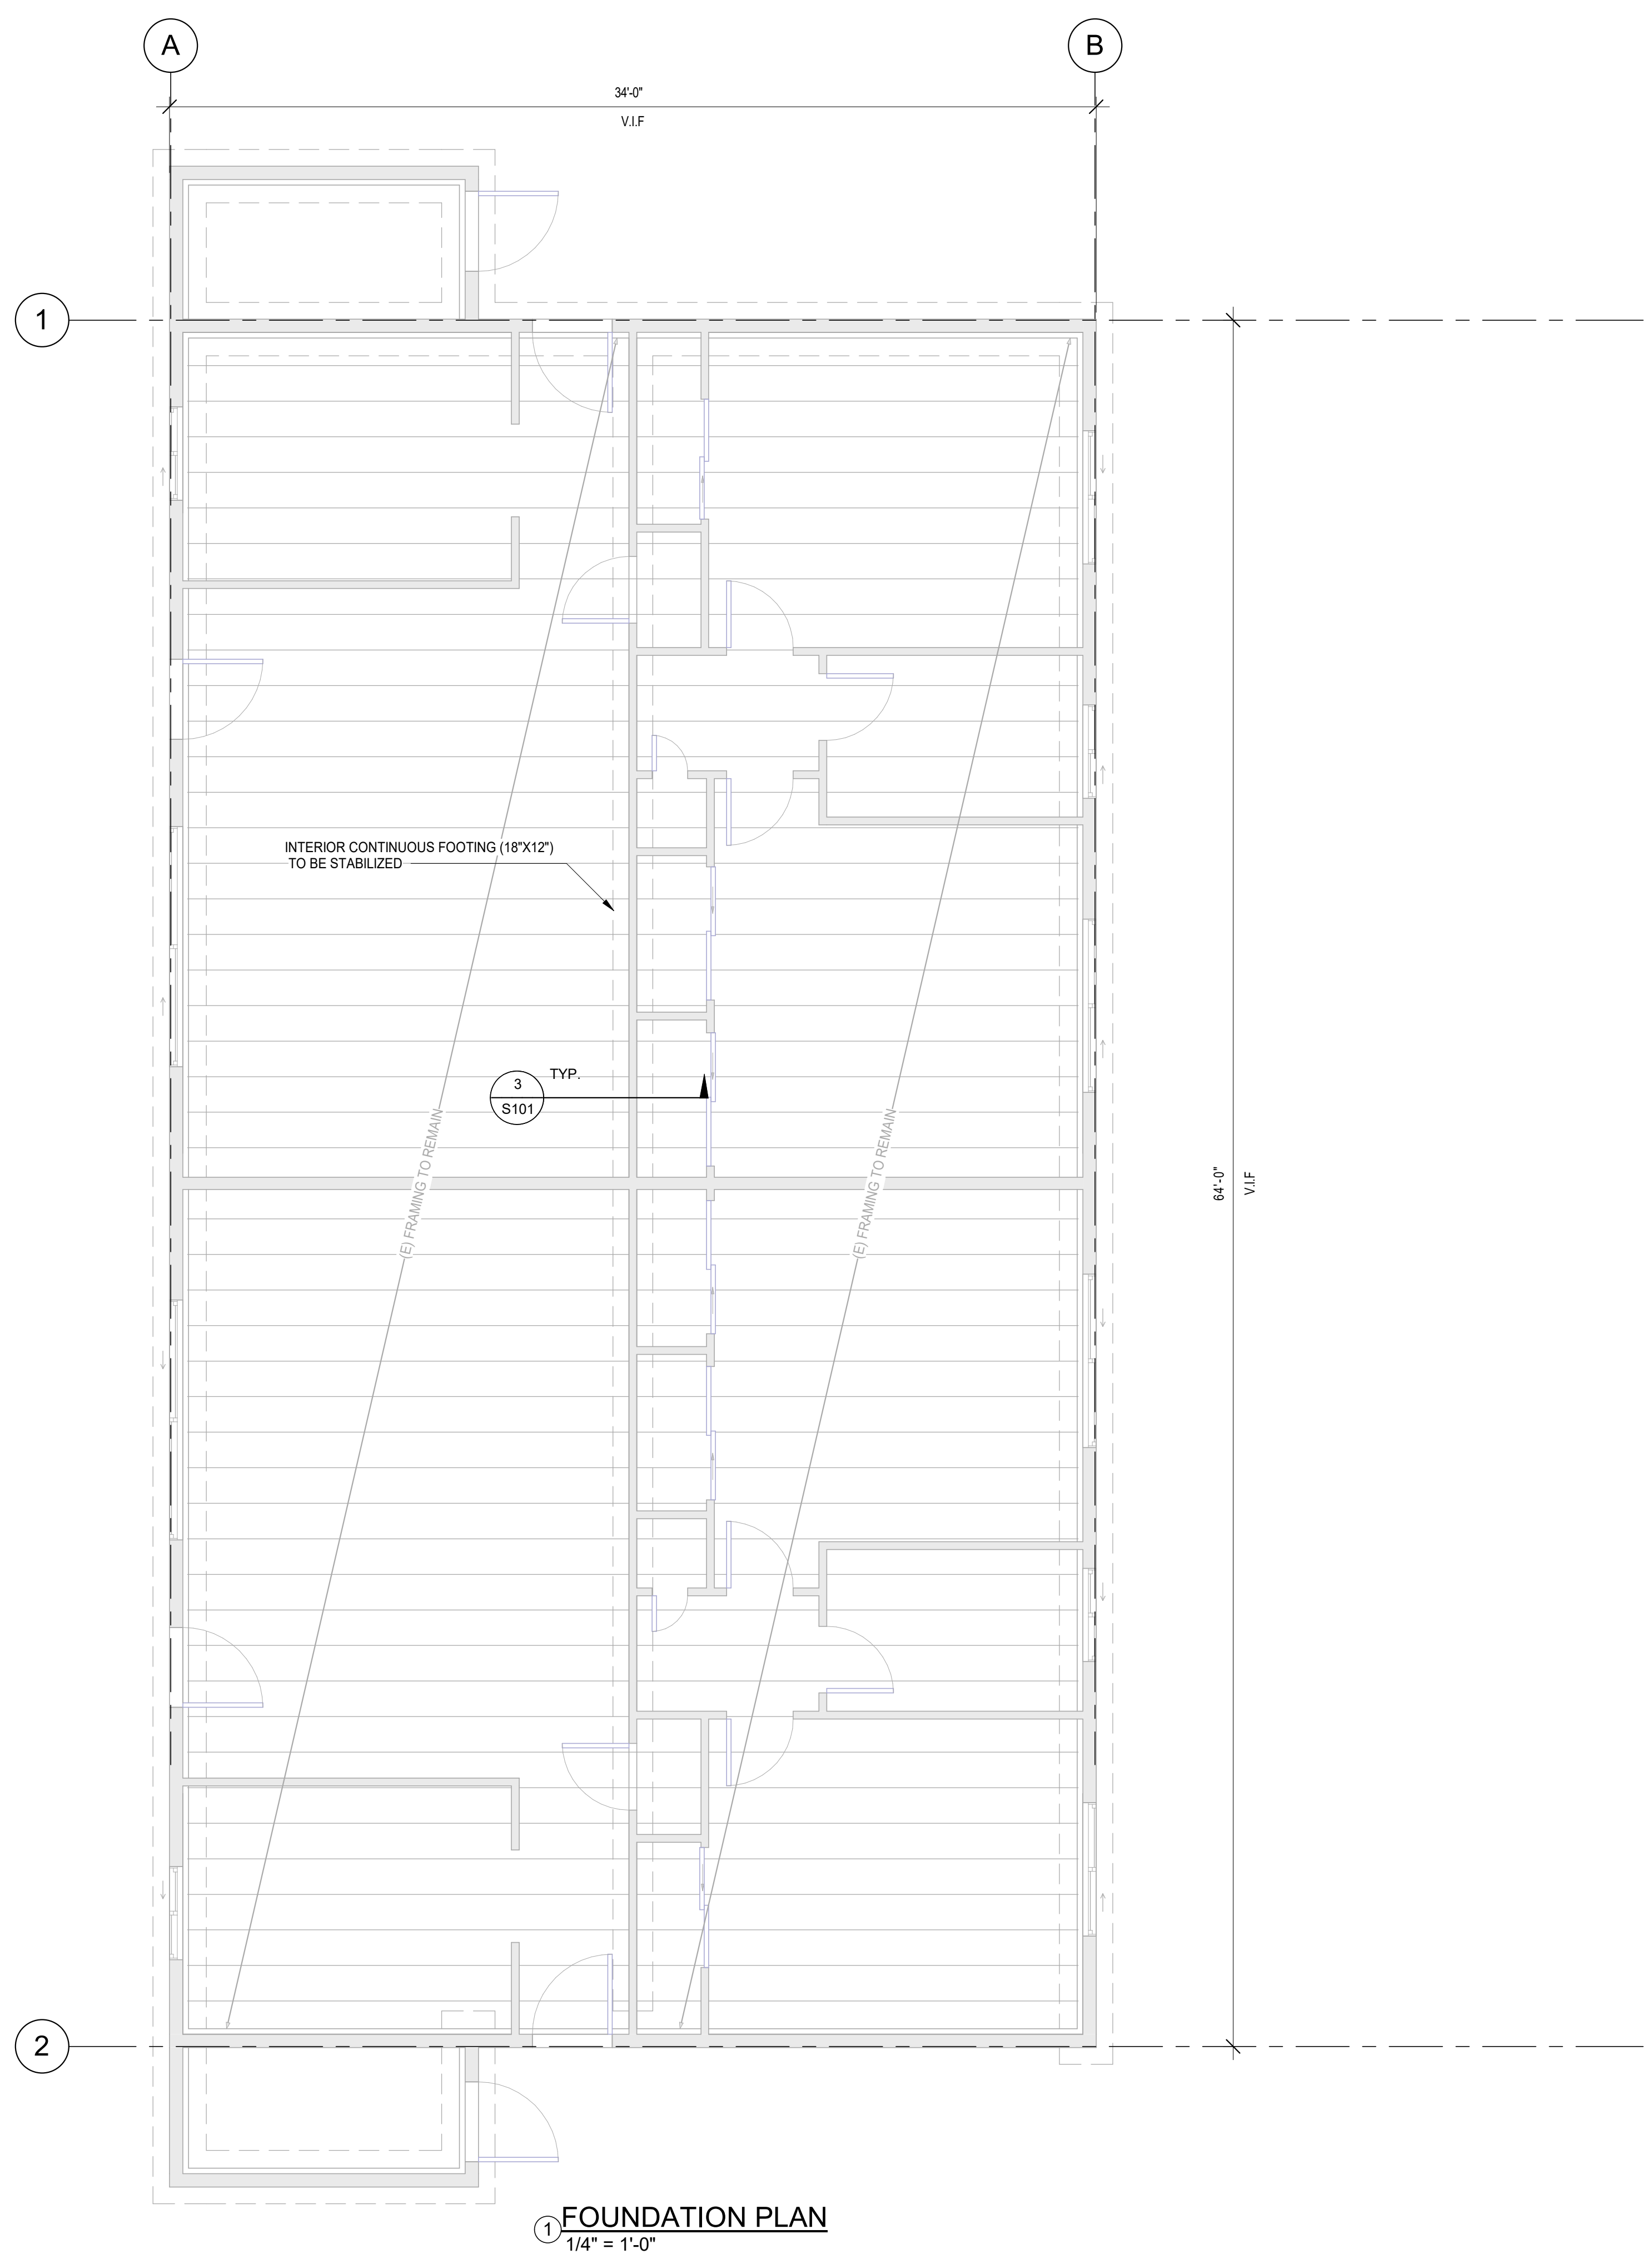 A
B
34'-0"
V.I.F
1
INTERIOR CONTINUOUS FOOTING (18"X12")
TO BE STABILIZED
3
S101
TYP.
(E) FRAMING TO REMAIN
(E) FRAMING TO REMAIN
64'-0"
V.I.F
2
1
FOUNDATION PLAN
1/4" = 1'-0"